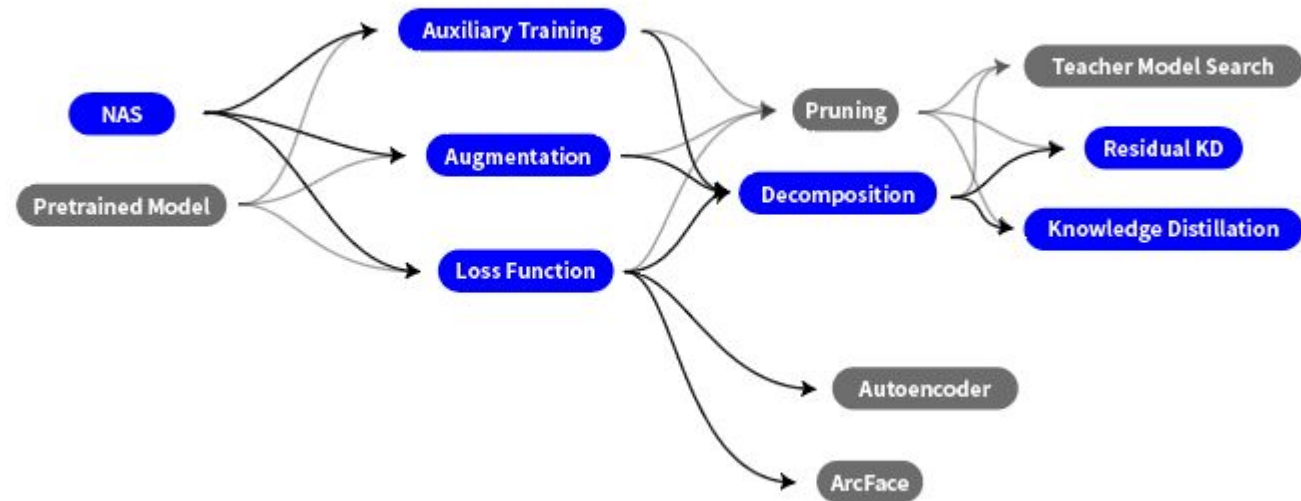 NAS
Pretrained Model
Auxiliary Training
Augmentation
Loss Function
Pruning
Decomposition
Autoencoder
ArcFace
Teacher Model Search
Residual KD
Knowledge Distillation